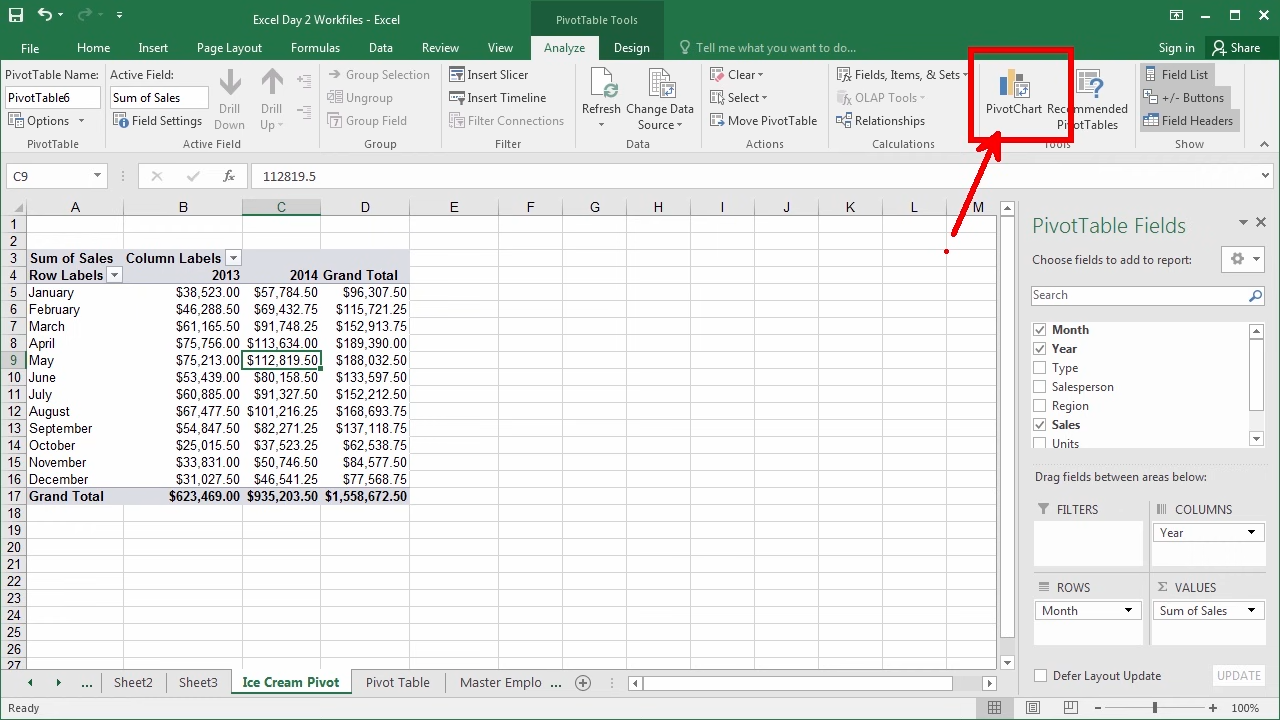 Excel Day 2 Workfiles - Excel
PivotTable Tools
File Home Insert Page Layout Formulas Data Review View Analyze Design Tell me what you want to do... Sign in Share
PivotTable Name:
PivotTable6
Options
PivotTable
Active Field:
Sum of Sales
Field Settings
Drill Down
Drill Up
Active Field
Group Selection
Ungroup
Group Field
Group
Insert Slicer
Insert Timeline
Filter Connections
Filter
Refresh
Change Data Source
Data
Clear
Select
Move PivotTable
Actions
Fields, Items, & Sets
OLAP Tools
Relationships
Calculations
PivotChart
Recommended PivotTables
Tools
Field List
+/- Buttons
Field Headers
Show
C9 fx 112819.5
A B C D E F G H I J K L M
1
2
3 Sum of Sales Column Labels
4 Row Labels 2013 2014 Grand Total
5 January $38,523.00 $57,784.50 $96,307.50
6 February $46,288.50 $69,432.75 $115,721.25
7 March $61,165.50 $91,748.25 $152,913.75
8 April $75,756.00 $113,634.00 $189,390.00
9 May $75,213.00 $112,819.50 $188,032.50
10 June $53,439.00 $80,158.50 $133,597.50
11 July $60,885.00 $91,327.50 $152,212.50
12 August $67,477.50 $101,216.25 $168,693.75
13 September $54,847.50 $82,271.25 $137,118.75
14 October $25,015.50 $37,523.25 $62,538.75
15 November $33,831.00 $50,746.50 $84,577.50
16 December $31,027.50 $46,541.25 $77,568.75
17 Grand Total $623,469.00 $935,203.50 $1,558,672.50
18
19
20
21
22
23
24
25
26
27
PivotTable Fields
Choose fields to add to report:
Search
Month
Year
Type
Salesperson
Region
Sales
Units
Drag fields between areas below:
FILTERS
COLUMNS
Year
ROWS
Month
VALUES
Sum of Sales
Defer Layout Update UPDATE
... Sheet2 Sheet3 Ice Cream Pivot Pivot Table Master Emplo ...
Ready 100%